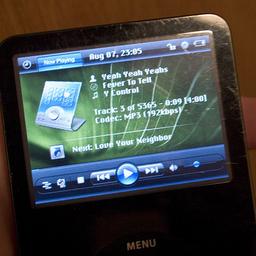 Now Playing
Aug 07, 23:05
Yeah Yeah Yeahs
Fever To Tell
Y Control
Track: 3 of 5365 - 0:09 [4:00]
Codec: MP3 (192kbps)
Next: Love Your Neighbor
MENU